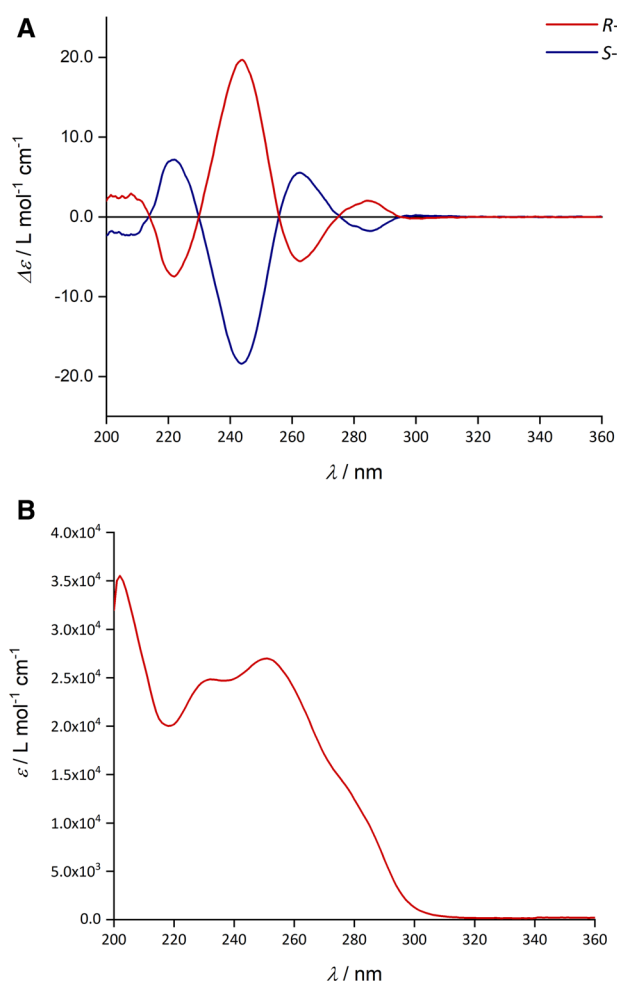 A
R-
S-
20.0
10.0
0.0
-10.0
-20.0
Δε / L mol⁻¹ cm⁻¹
200 220 240 260 280 300 320 340 360
λ / nm
B
4.0x10⁴
3.5x10⁴
3.0x10⁴
2.5x10⁴
2.0x10⁴
1.5x10⁴
1.0x10⁴
5.0x10³
0.0
ε / L mol⁻¹ cm⁻¹
200 220 240 260 280 300 320 340 360
λ / nm